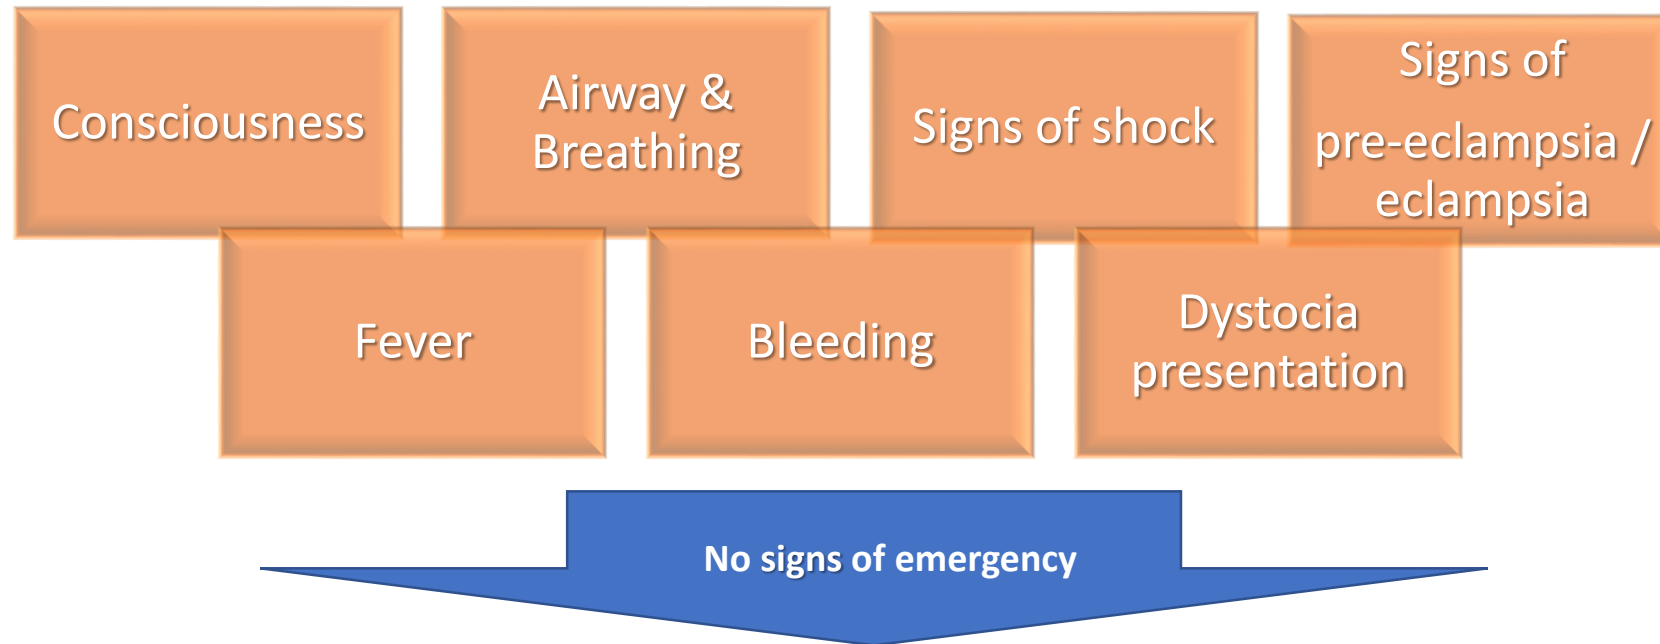 Consciousness
Airway &
Breathing
Signs of shock
Signs of
pre-eclampsia /
eclampsia
Fever
Bleeding
Dystocia
presentation
No signs of emergency